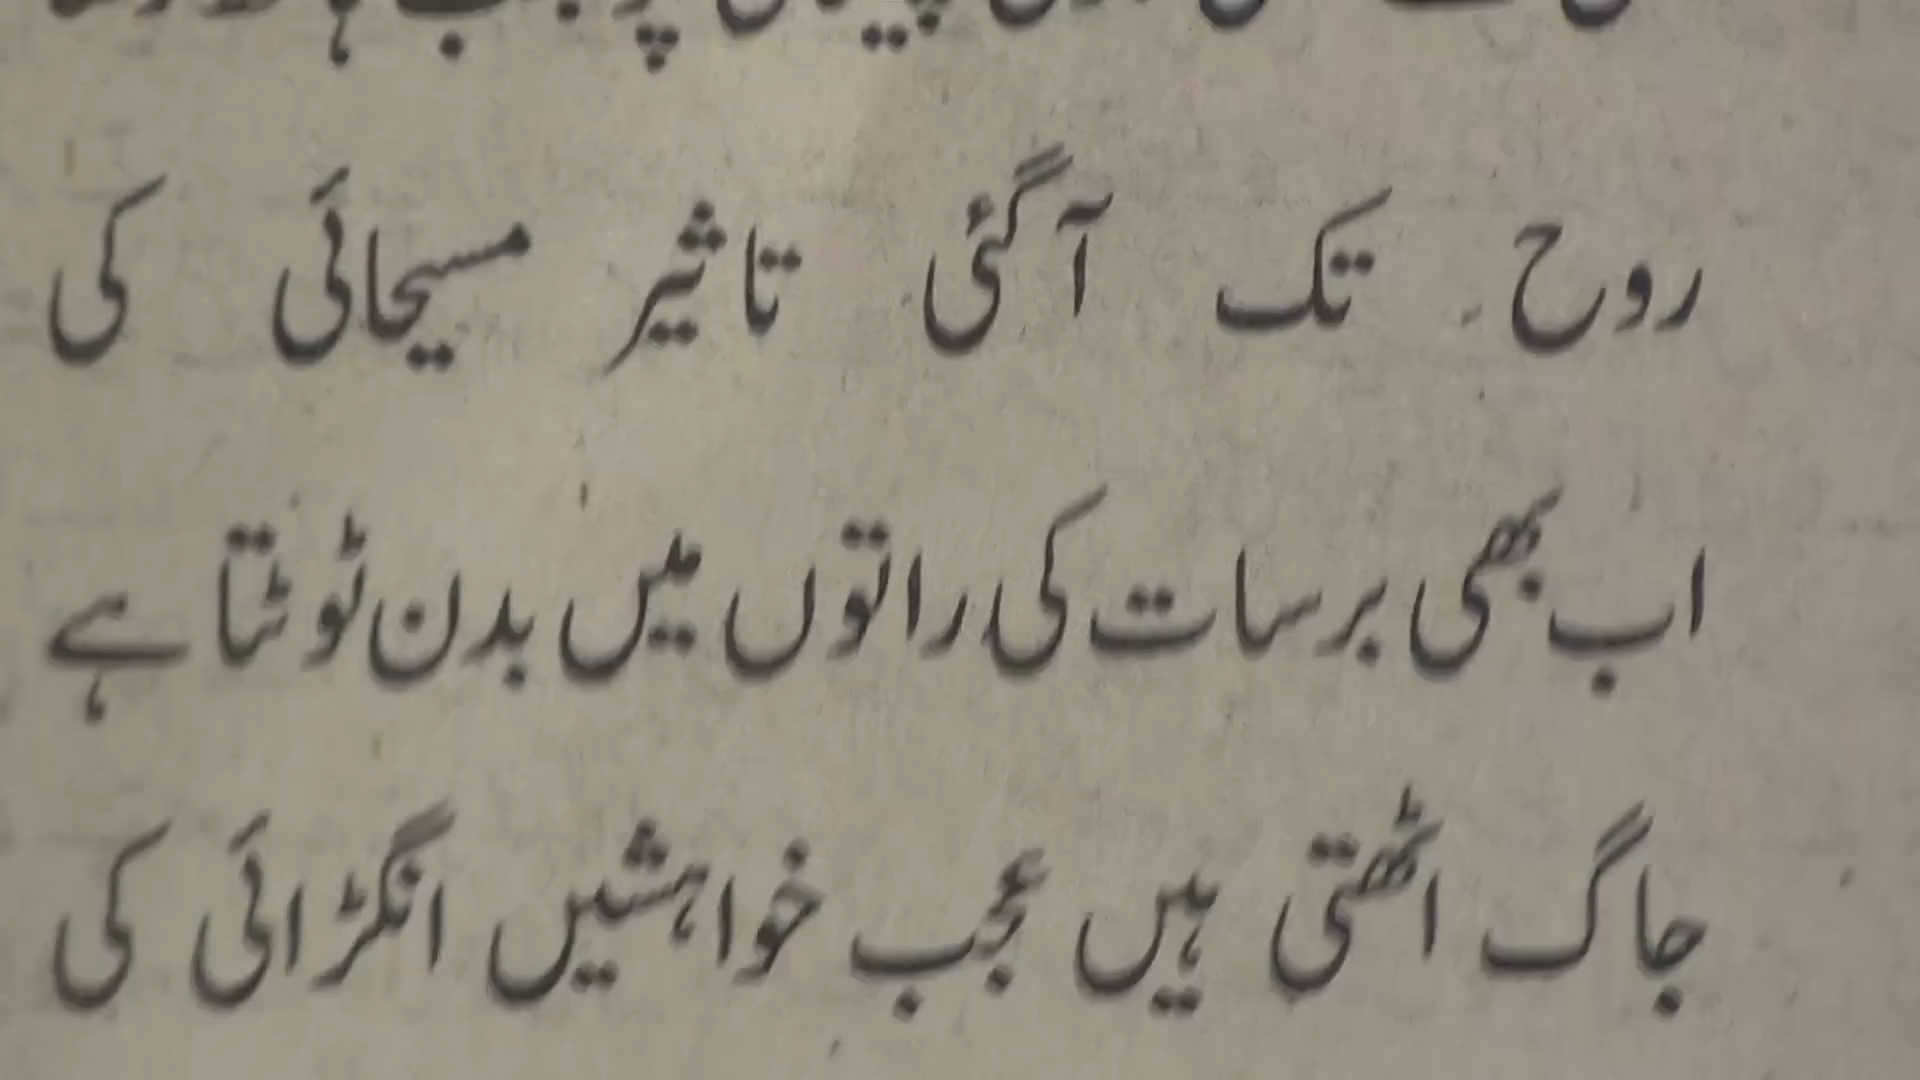 روح تک آگئی تاثیر مسیحائی کی
اب بھی برسات کی راتوں میں بدن ٹوٹتا ہے
جاگ اٹھتی ہیں عجب خواہشیں انگڑائی کی